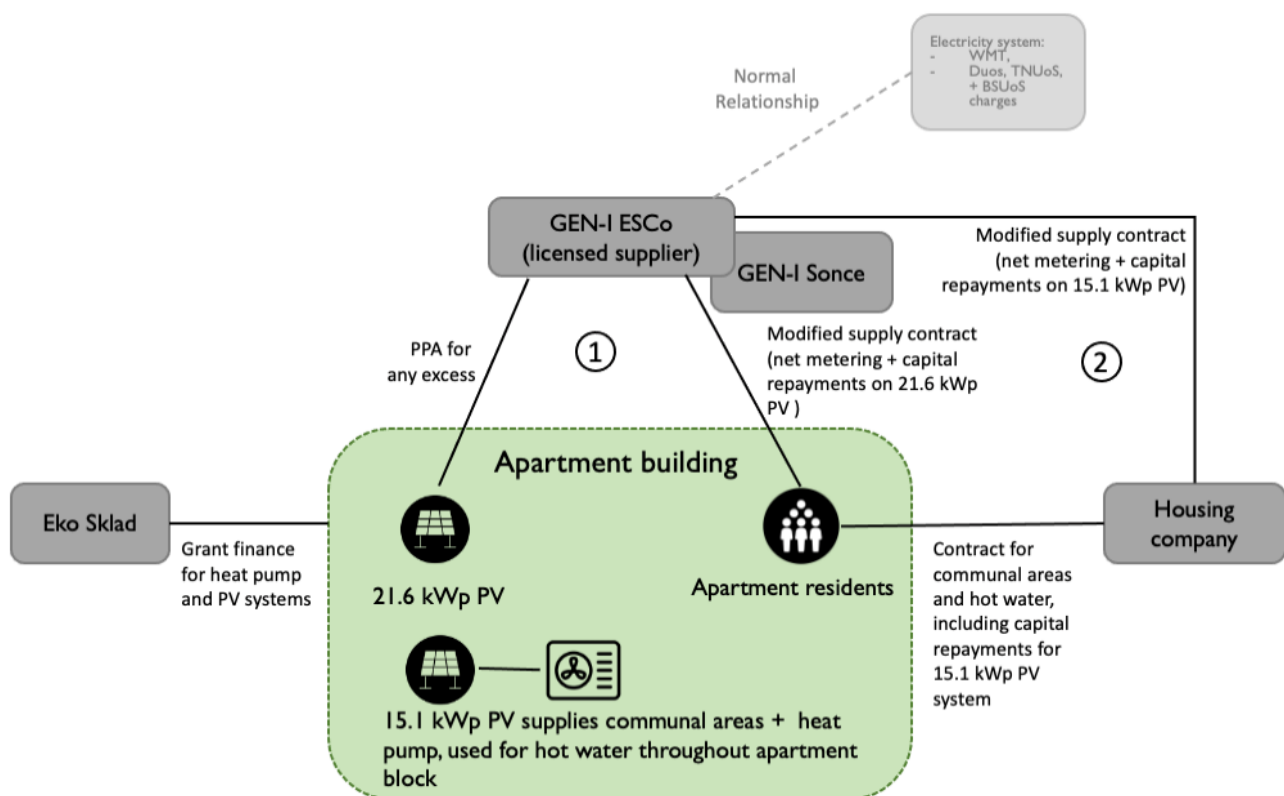 Electricity system:
- WMT,
- Duos, TNUoS,
+ BSUoS
charges
Normal
Relationship
GEN-I ESCo
(licensed supplier)
GEN-I Sonce
Modified supply contract
(net metering + capital
repayments on 15.1 kWp PV)
PPA for
any excess
1
Modified supply contract
(net metering + capital
repayments on 21.6 kWp
PV )
2
Apartment building
Eko Sklad
Housing
company
Grant finance
for heat pump
and PV systems
21.6 kWp PV
Apartment residents
Contract for
communal areas
and hot water,
including capital
repayments for
15.1 kWp PV
system
15.1 kWp PV supplies communal areas + heat
pump, used for hot water throughout apartment
block